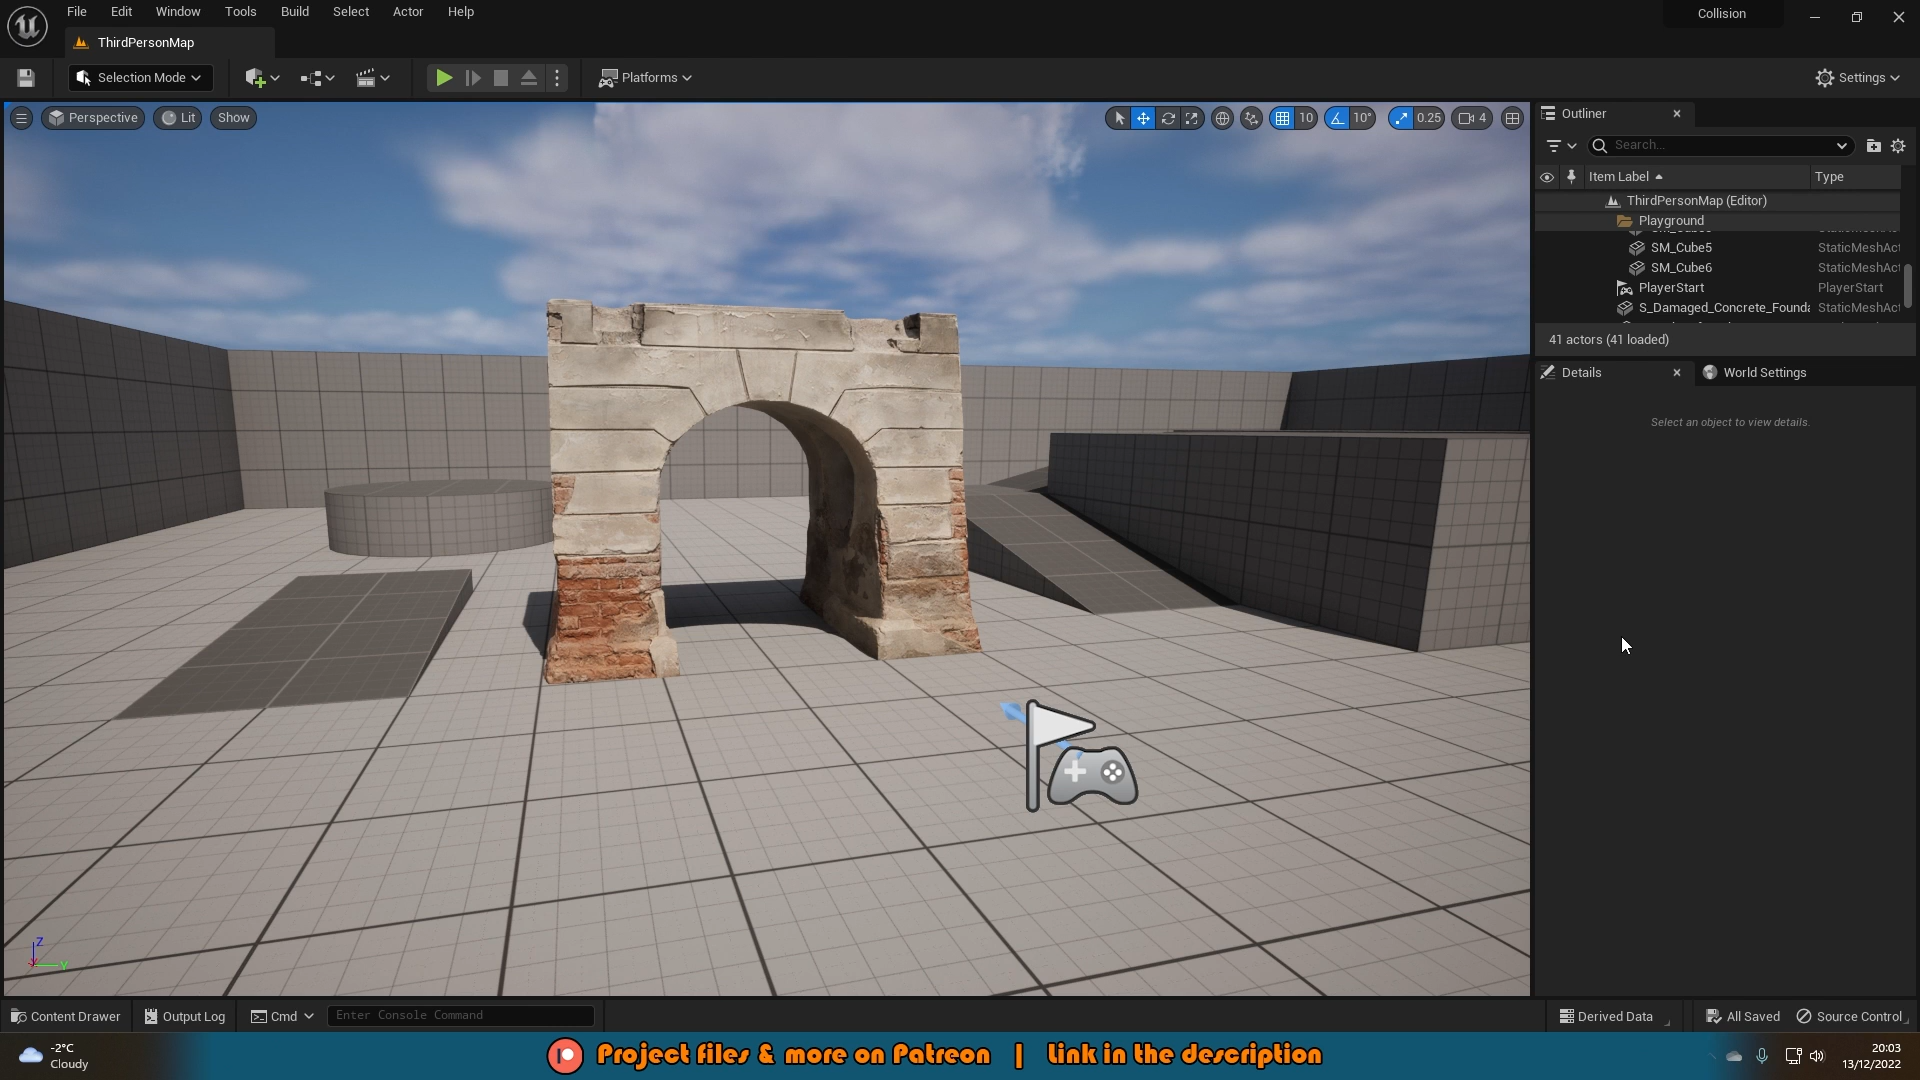 File Edit Window Tools Build Select Actor Help
Collision
ThirdPersonMap
Selection Mode
Platforms
Settings
Perspective Lit Show
10 10° 0.25 4
Outliner
Search...
Item Label Type
ThirdPersonMap (Editor)
Playground
SM_Cube5 StaticMeshAct
SM_Cube6 StaticMeshAct
PlayerStart PlayerStart
S_Damaged_Concrete_Founda StaticMeshAct
41 actors (41 loaded)
Details World Settings
Select an object to view details.
Z
Y
Content Drawer Output Log Cmd Enter Console Command
Derived Data All Saved Source Control
-2°C
Cloudy
Project files & more on Patreon | Link in the description
20:03
13/12/2022